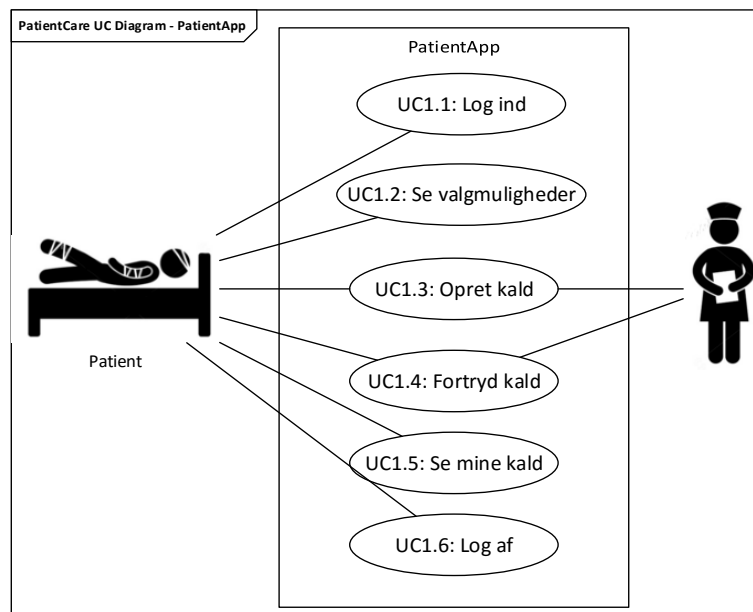 PatientCare UC Diagram - PatientApp
PatientApp
UC1.1: Log ind
UC1.2: Se valgmuligheder
UC1.3: Opret kald
Patient
UC1.4: Fortryd kald
UC1.5: Se mine kald
UC1.6: Log af